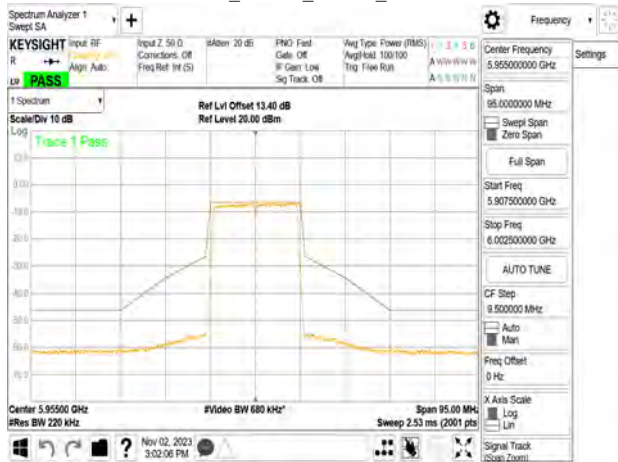 Spectrum Analyzer 1
Swept SA
+
Frequency
Settings
KEYSIGHT
R
PASS
Input: RF
Align: Auto
Input Z: 50 Ω
Corrections: Off
Freq Ref: Int (S)
#Atten: 20 dB
PNO: Fast
Gate: Off
IF Gain: Low
Sig Track: Off
Avg Type: Power (RMS)
Avg|Hold: 100/100
Trig: Free Run
1 Spectrum
Scale/Div 10 dB
Ref Lvl Offset 13.40 dB
Ref Level 20.00 dBm
Log
Trace 1 Pass
Center 5.95500 GHz
#Res BW 220 kHz
#Video BW 680 kHz*
Span 95.00 MHz
Sweep 2.53 ms (2001 pts)
Center Frequency
5.955000000 GHz
Span
95.0000000 MHz
Swept Span
Zero Span
Full Span
Start Freq
5.907500000 GHz
Stop Freq
6.002500000 GHz
AUTO TUNE
CF Step
9.500000 MHz
Auto
Man
Freq Offset
0 Hz
X Axis Scale
Log
Lin
Signal Track
(Span Zoom)
?
Nov 02, 2023
3:02:06 PM